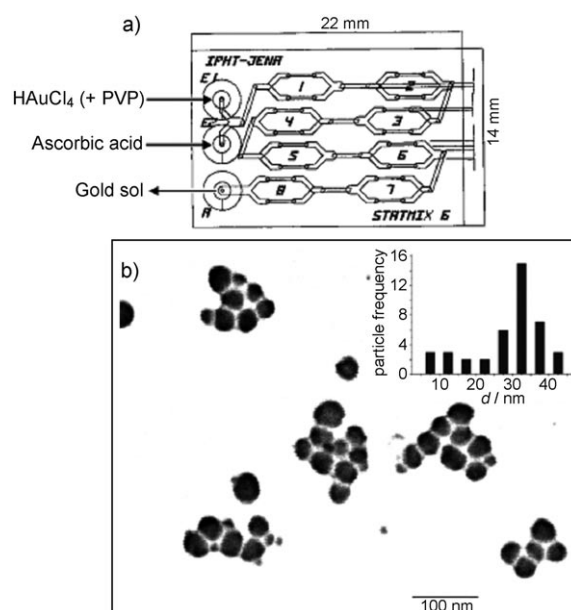 a)
22 mm
IPHT-JENA
E1
HAuCl4 (+ PVP)
1
2
E2
4
3
14 mm
Ascorbic acid
5
6
Gold sol
8
7
A
STATMIX 6
b)
particle frequency
16
12
8
4
0
10 20 30 40
d / nm
100 nm